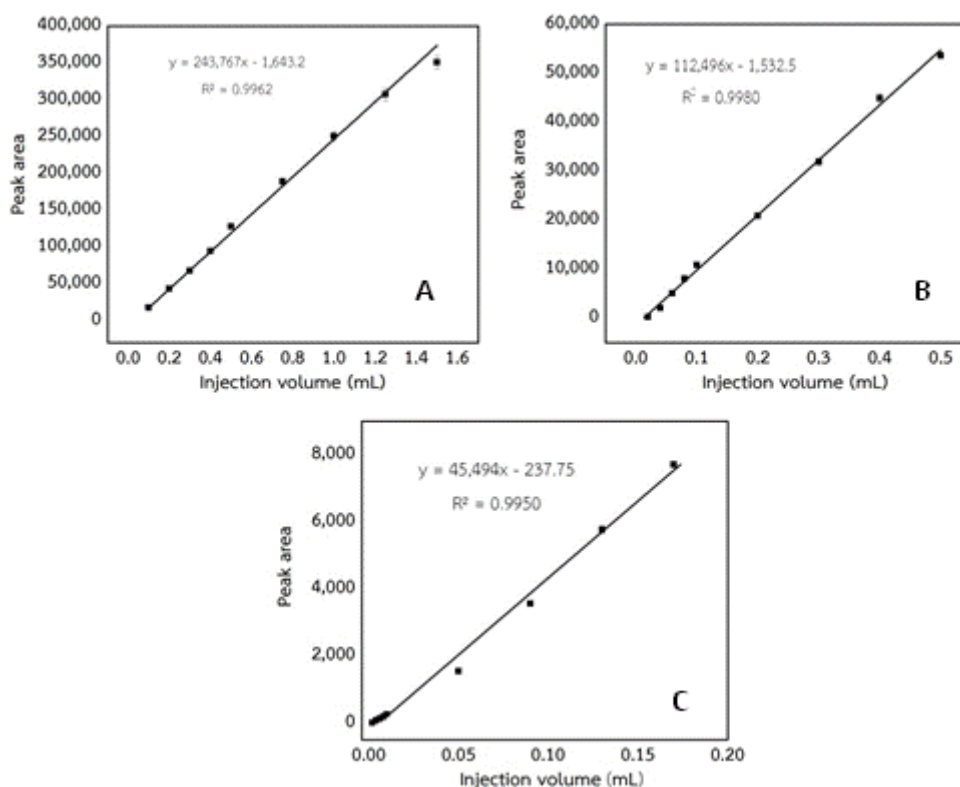 400,000
350,000
300,000
250,000
200,000
150,000
100,000
50,000
0
Peak area
y = 243,767x - 1,643.2
R² = 0.9962
A
0.0 0.2 0.4 0.6 0.8 1.0 1.2 1.4 1.6
Injection volume (mL)
60,000
50,000
40,000
30,000
20,000
10,000
0
Peak area
y = 112,496x - 1,532.5
R² = 0.9980
B
0.0 0.1 0.2 0.3 0.4 0.5
Injection volume (mL)
8,000
6,000
4,000
2,000
0
Peak area
y = 45,494x - 237.75
R² = 0.9950
C
0.00 0.05 0.10 0.15 0.20
Injection volume (mL)